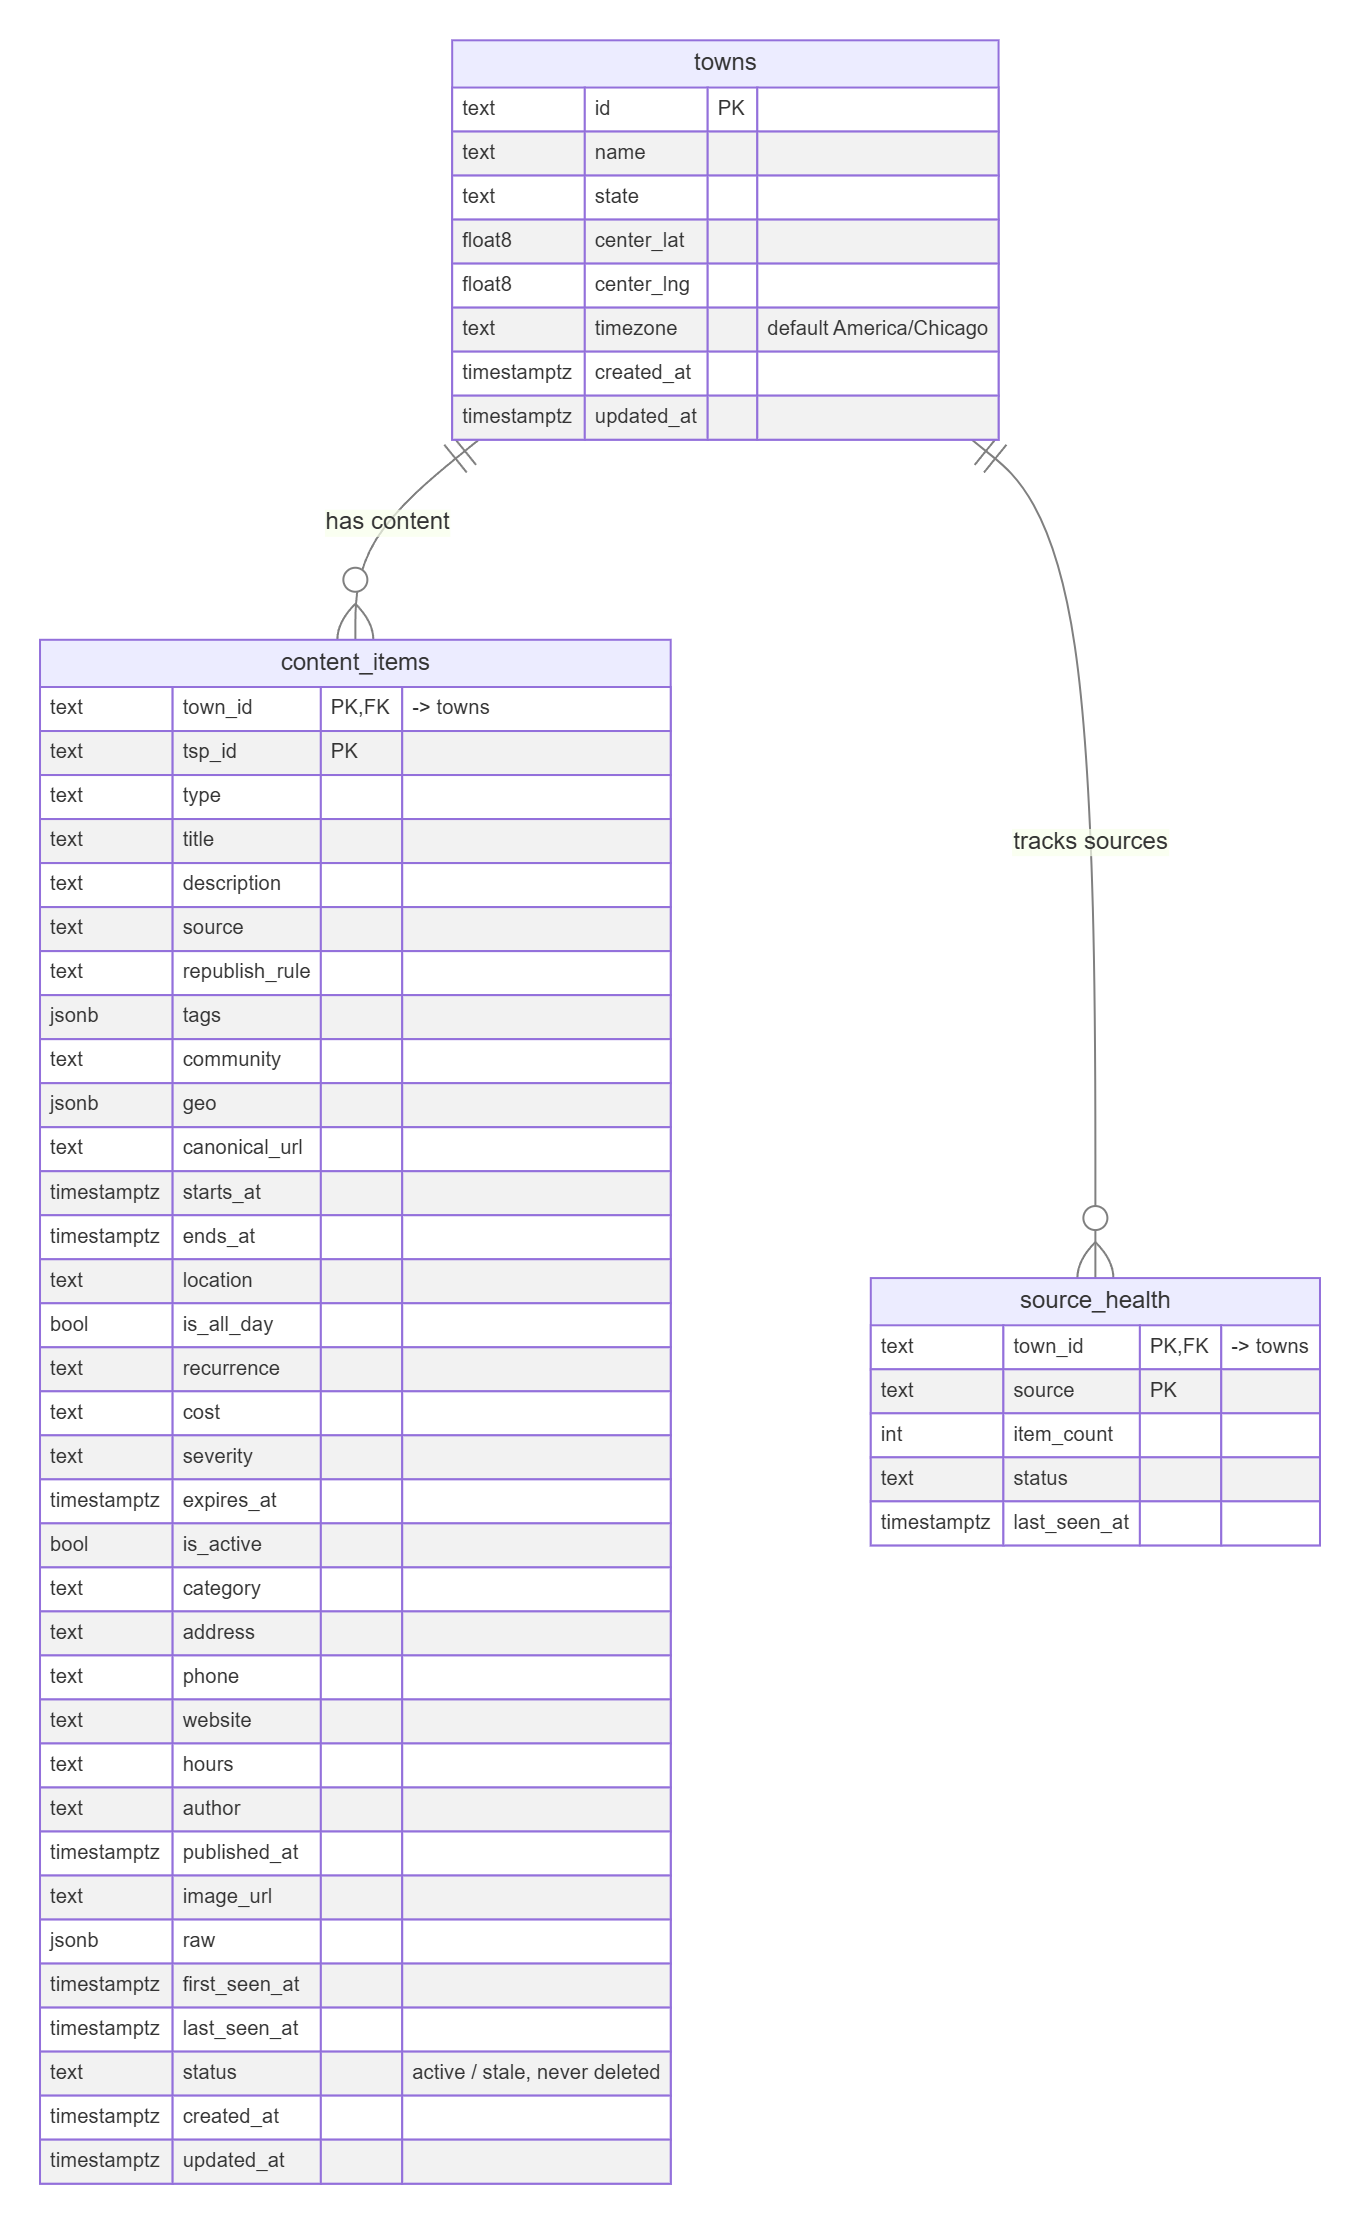 towns
text id PK
text name
text state
float8 center_lat
float8 center_lng
text timezone default America/Chicago
timestamptz created_at
timestamptz updated_at
has content
content_items
text town_id PK,FK -> towns
text tsp_id PK
text type
text title
text description
text source
text republish_rule
jsonb tags
text community
jsonb geo
text canonical_url
timestamptz starts_at
timestamptz ends_at
text location
bool is_all_day
text recurrence
text cost
text severity
timestamptz expires_at
bool is_active
text category
text address
text phone
text website
text hours
text author
timestamptz published_at
text image_url
jsonb raw
timestamptz first_seen_at
timestamptz last_seen_at
text status active / stale, never deleted
timestamptz created_at
timestamptz updated_at
tracks sources
source_health
text town_id PK,FK -> towns
text source PK
int item_count
text status
timestamptz last_seen_at